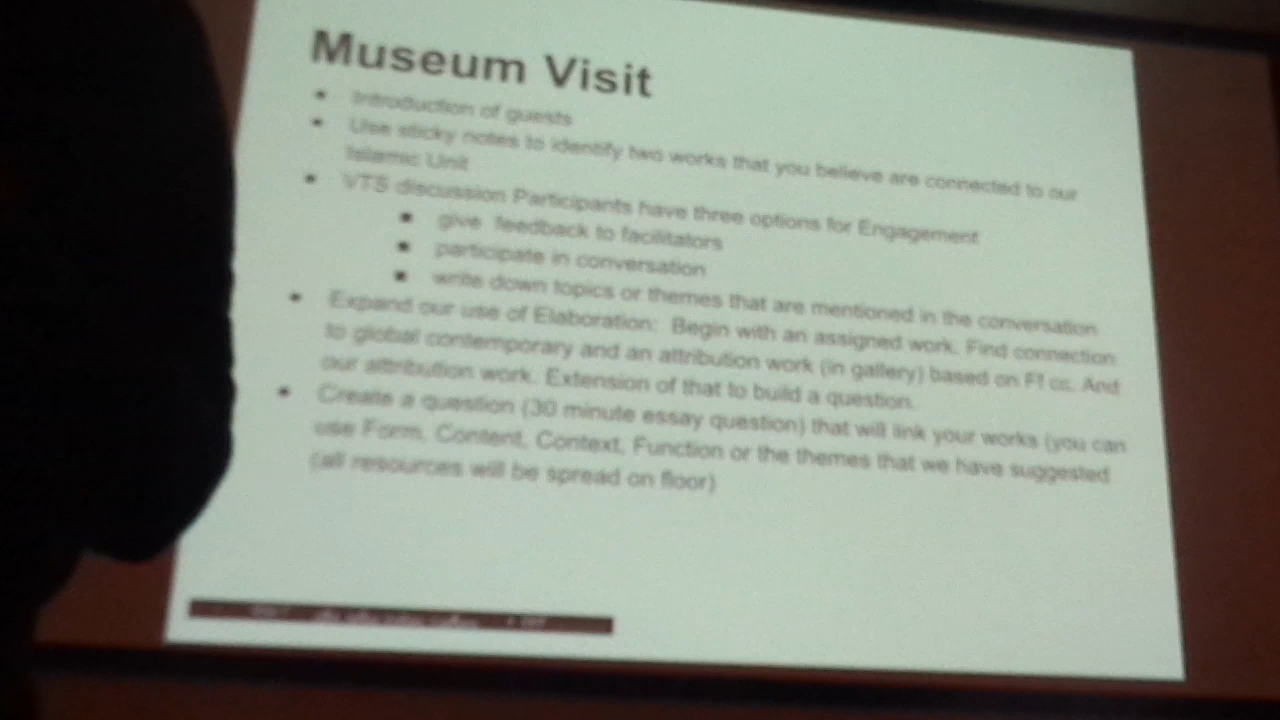 Museum Visit
• Introduction of guests
• Use sticky notes to identify two works that you believe are connected to our
Islamic Unit
• VTS discussion Participants have three options for Engagement
• give feedback to facilitators
• participate in conversation
• write down topics or themes that are mentioned in the conversation
• Expand our use of Elaboration: Begin with an assigned work. Find connection
to global contemporary and an attribution work (in gallery) based on Ff cc. And
our attribution work. Extension of that to build a question.
• Create a question (30 minute essay question) that will link your works (you can
use Form, Content, Context, Function or the themes that we have suggested
(all resources will be spread on floor)